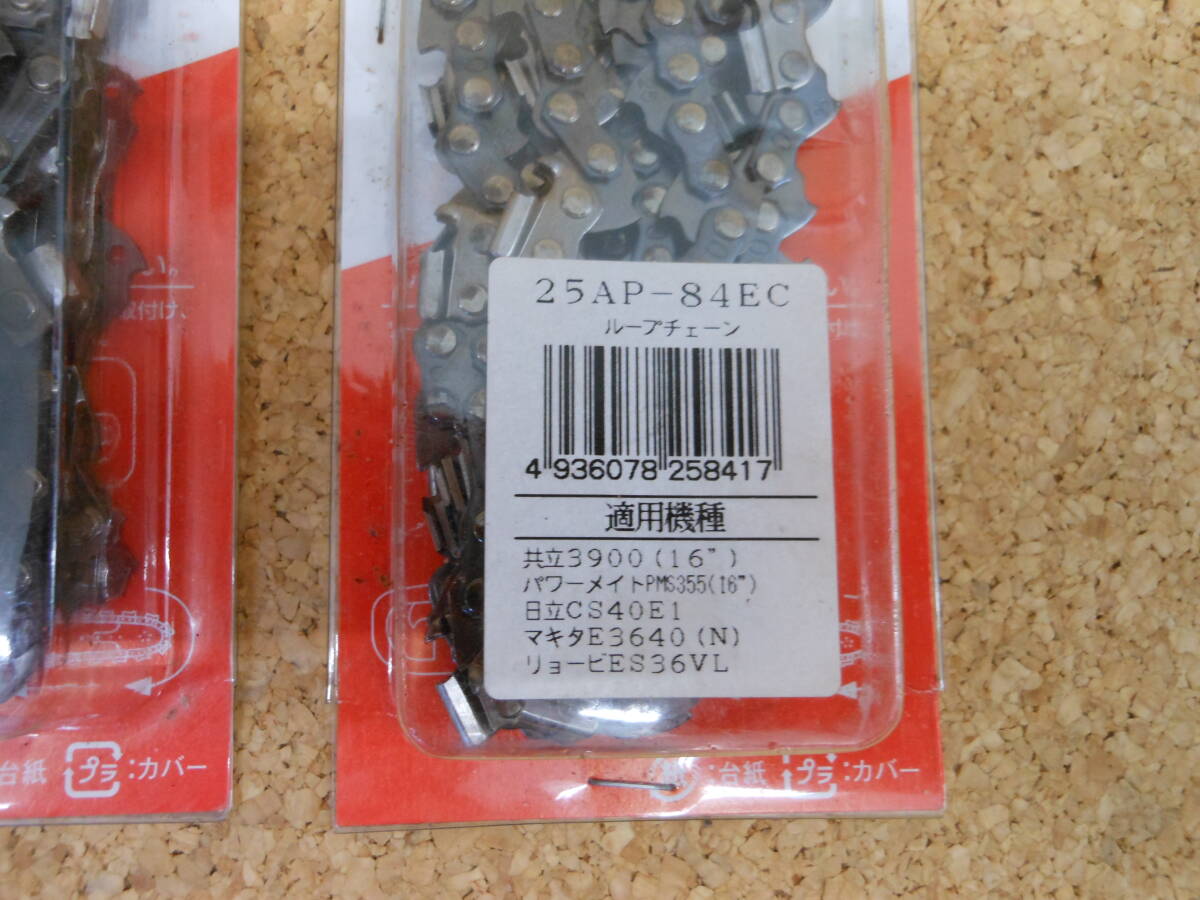 い。
付け、
25AP-84EC
ループチェーン
4 936078 258417
適用機種
共立3900(16")
パワーメイトPMS355(16")
日立CS40E1
マキタE3640(N)
リョービES36VL
い
台紙 プラ:カバー
:台紙 プラ:カバー